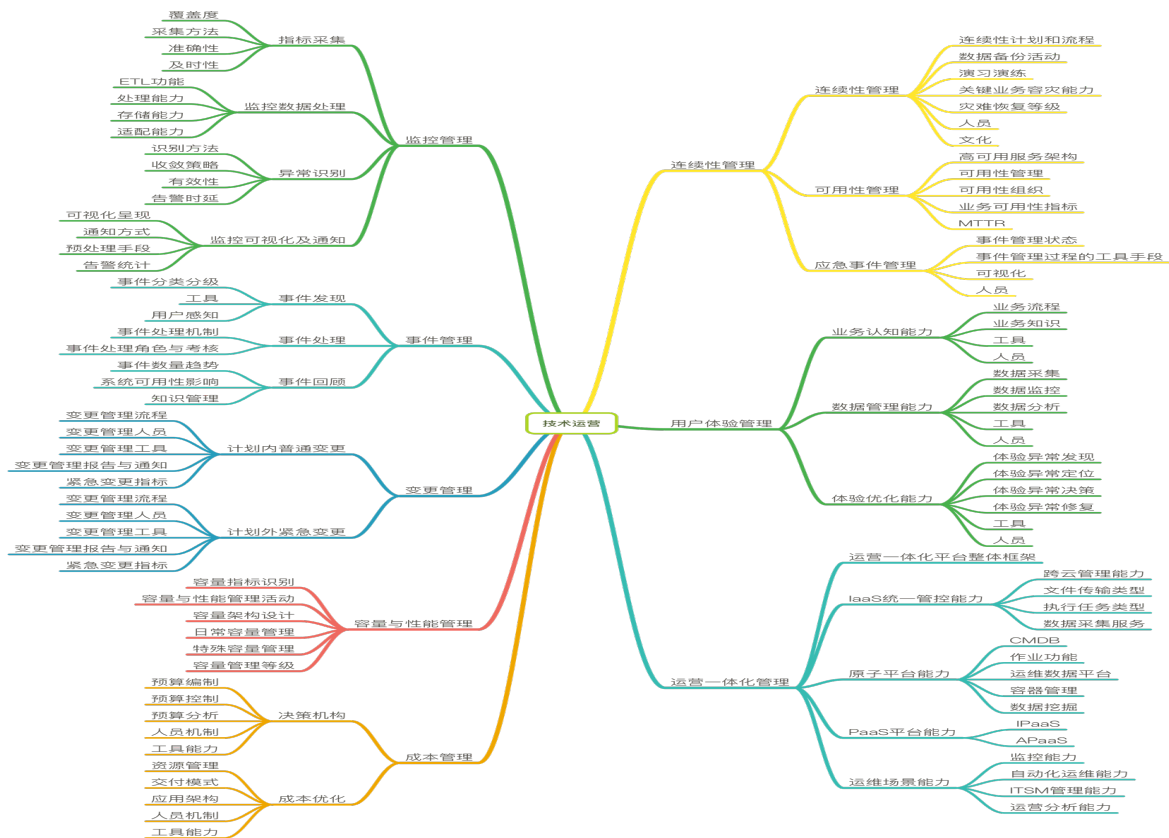 技术运营
监控管理
指标采集
覆盖度
采集方法
准确性
及时性
监控数据处理
ETL功能
处理能力
存储能力
适配能力
异常识别
识别方法
收敛策略
有效性
告警时延
监控可视化及通知
可视化呈现
通知方式
预处理手段
告警统计
事件管理
事件发现
事件分类分级
工具
用户感知
事件处理
事件处理机制
事件处理角色与考核
事件回顾
事件数量趋势
系统可用性影响
知识管理
变更管理
计划内普通变更
变更管理流程
变更管理人员
变更管理工具
变更管理报告与通知
紧急变更指标
计划外紧急变更
变更管理流程
变更管理人员
变更管理工具
变更管理报告与通知
紧急变更指标
容量与性能管理
容量指标识别
容量与性能管理活动
容量架构设计
日常容量管理
特殊容量管理
容量管理等级
成本管理
决策机构
预算编制
预算控制
预算分析
人员机制
工具能力
成本优化
资源管理
交付模式
应用架构
人员机制
工具能力
连续性管理
连续性管理
连续性计划和流程
数据备份活动
演习演练
关键业务容灾能力
灾难恢复等级
人员
文化
可用性管理
高可用服务架构
可用性管理
可用性组织
业务可用性指标
MTTR
应急事件管理
事件管理状态
事件管理过程的工具手段
可视化
人员
用户体验管理
业务认知能力
业务流程
业务知识
工具
人员
数据管理能力
数据采集
数据监控
数据分析
工具
人员
体验优化能力
体验异常发现
体验异常定位
体验异常决策
体验异常修复
工具
人员
运营一体化管理
运营一体化平台整体框架
IaaS统一管控能力
跨云管理能力
文件传输类型
执行任务类型
数据采集服务
原子平台能力
CMDB
作业功能
运维数据平台
容器管理
数据挖掘
PaaS平台能力
IPaaS
APaaS
运维场景能力
监控能力
自动化运维能力
ITSM管理能力
运营分析能力